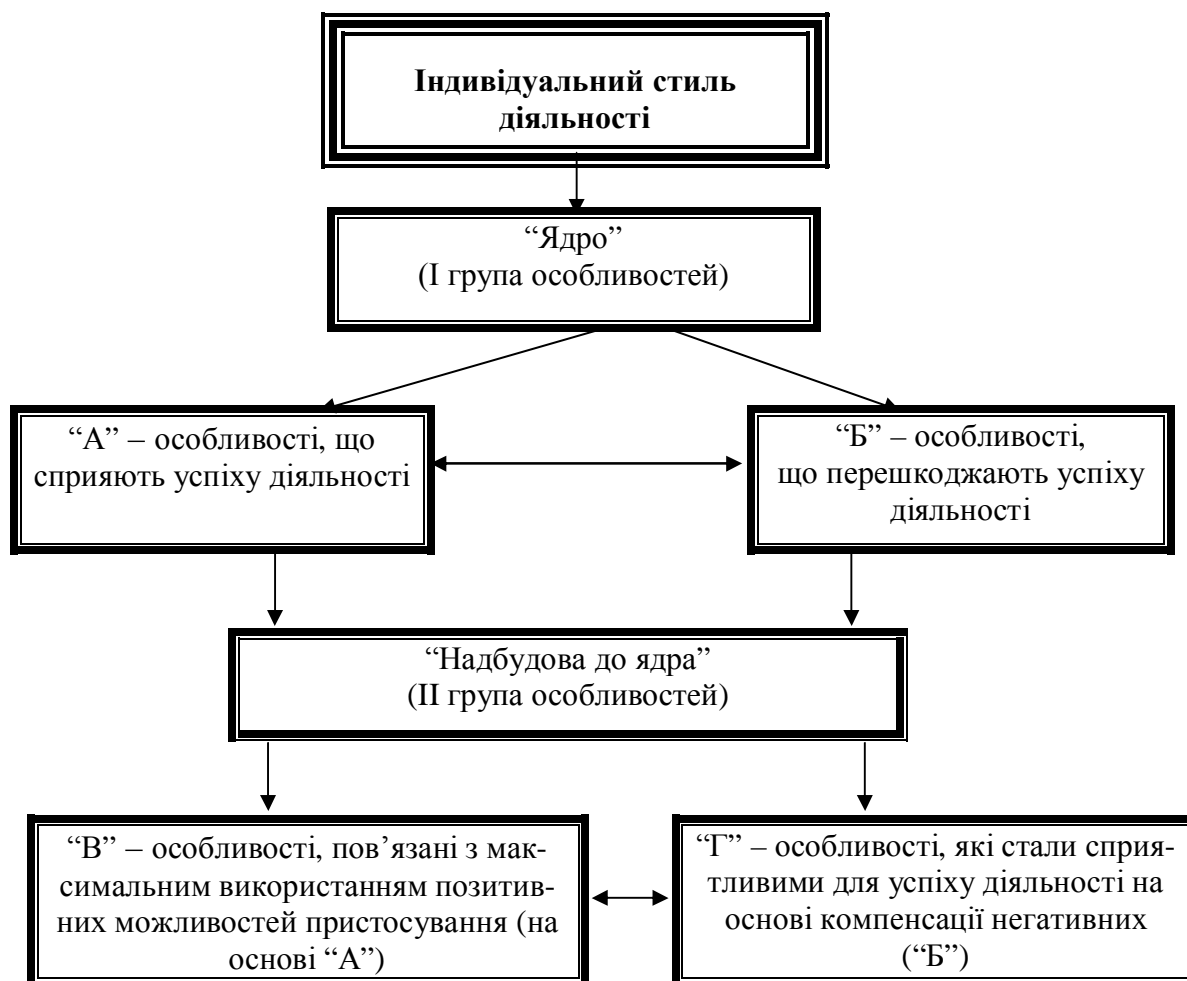 Індивідуальний стиль
діяльності
“Ядро”
(І група особливостей)
“А” – особливості, що
сприяють успіху діяльності
“Б” – особливості,
що перешкоджають успіху
діяльності
“Надбудова до ядра”
(ІІ група особливостей)
“В” – особливості, пов’язані з мак-
симальним використанням позитив-
них можливостей пристосування (на
основі “А”)
“Г” – особливості, які стали сприя-
тливими для успіху діяльності на
основі компенсації негативних
(“Б”)